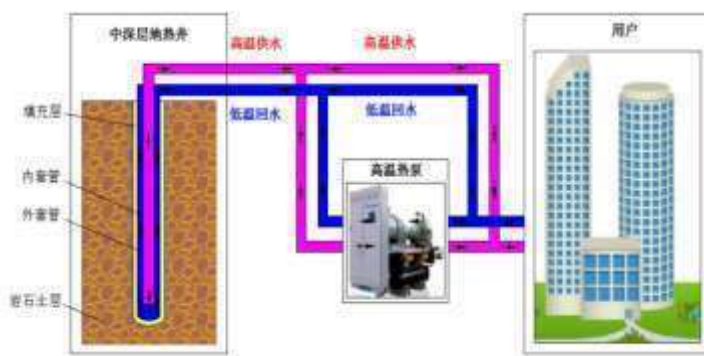 中深层地热井
用户
高温供水
高温供水
低温回水
低温回水
填充层
内套管
外套管
岩石土层
高温热泵